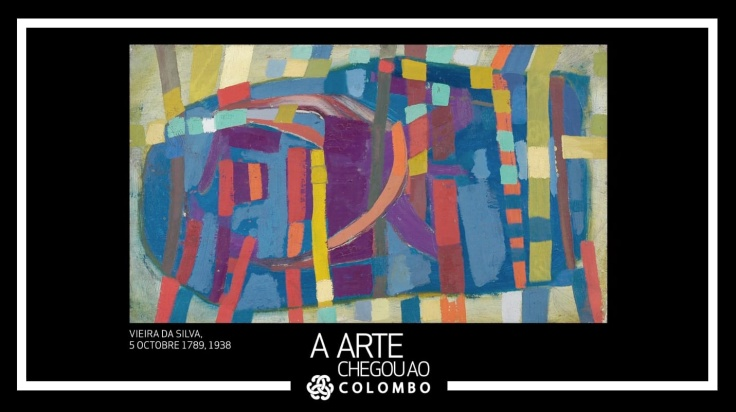 VIEIRA DA SILVA,
5 OCTOBRE 1789, 1938
A ARTE
CHEGOU AO
COLOMBO